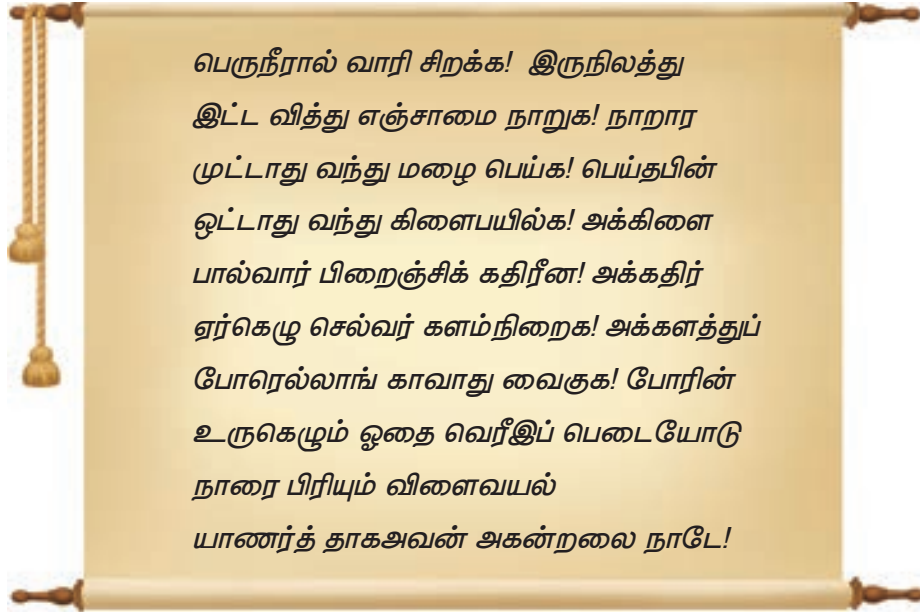 பெருநீரால் வாரி சிறக்க! இருநிலத்து
இட்ட வித்து எஞ்சாமை நாறுக! நாறார
முட்டாது வந்து மழை பெய்க! பெய்தபின்
ஒட்டாது வந்து கிளைபயில்க! அக்கிளை
பால்வார் பிறைஞ்சிக் கதிரீன! அக்கதிர்
ஏர்கெழு செல்வர் களம்நிறைக! அக்களத்துப்
போரெல்லாங் காவாது வைகுக! போரின்
உருகெழும் ஓதை வெரீஇப் பெடையோடு
நாரை பிரியும் விளைவயல்
யாணர்த் தாகஅவன் அகன்றலை நாடே!